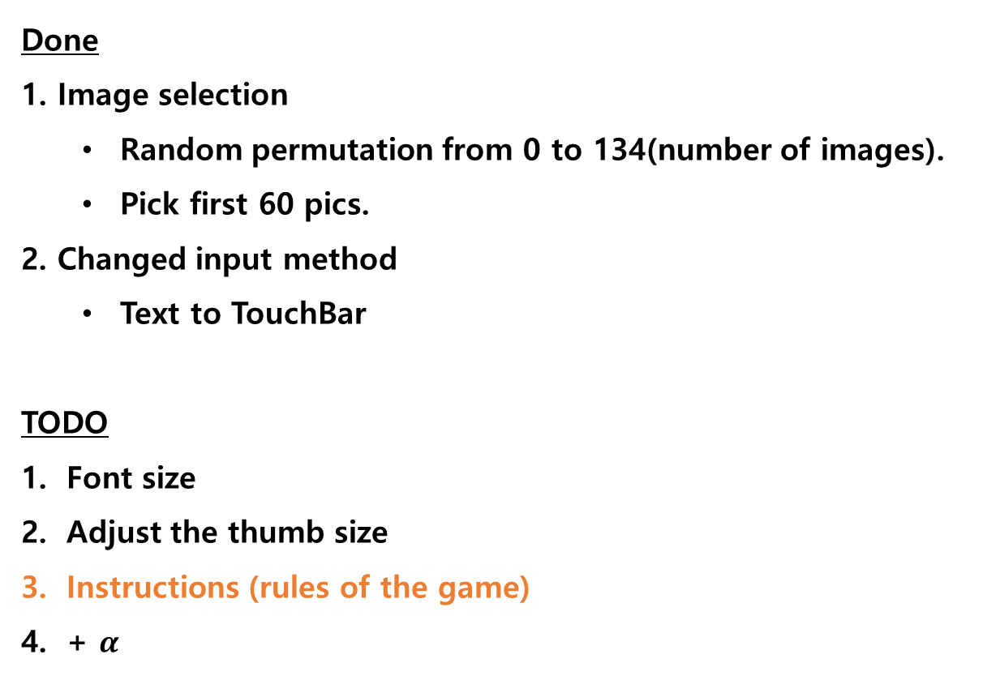 Done
1. Image selection
• Random permutation from 0 to 134(number of images).
• Pick first 60 pics.
2. Changed input method
• Text to TouchBar
TODO
1. Font size
2. Adjust the thumb size
3. Instructions (rules of the game)
4. + α